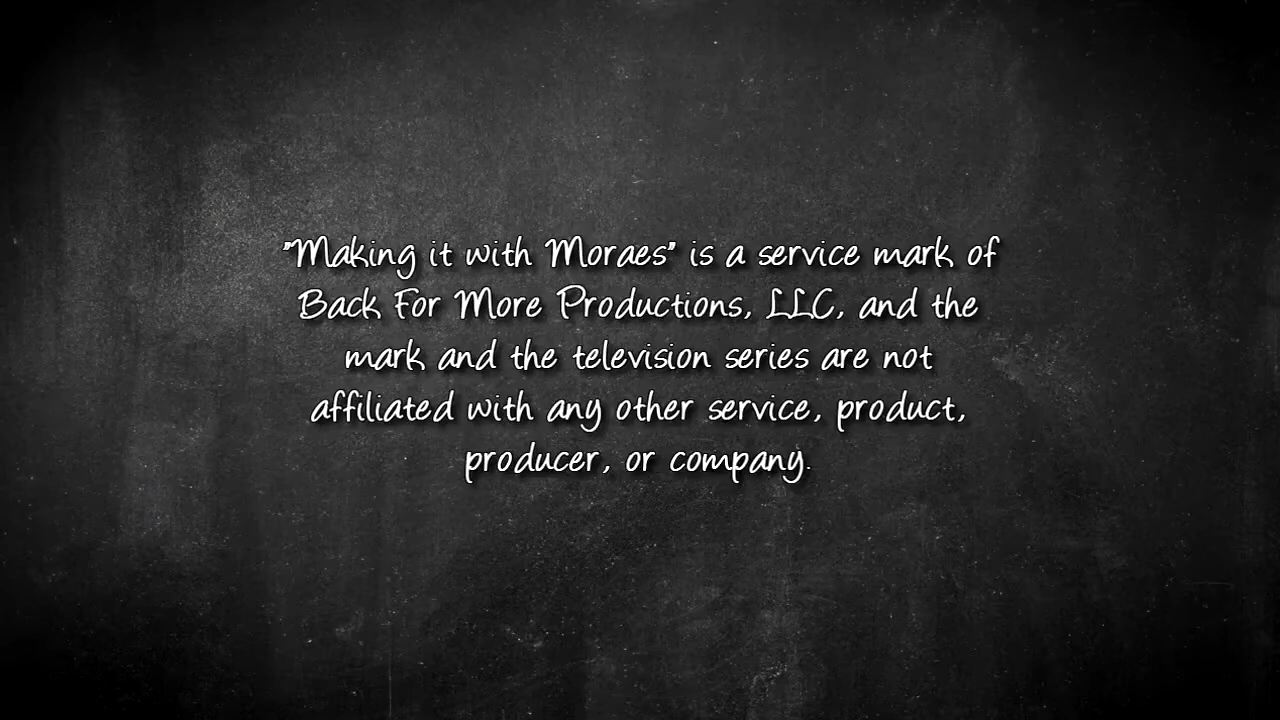 "Making it with Moraes" is a service mark of
Back For More Productions, LLC, and the
mark and the television series are not
affiliated with any other service, product,
producer, or company.